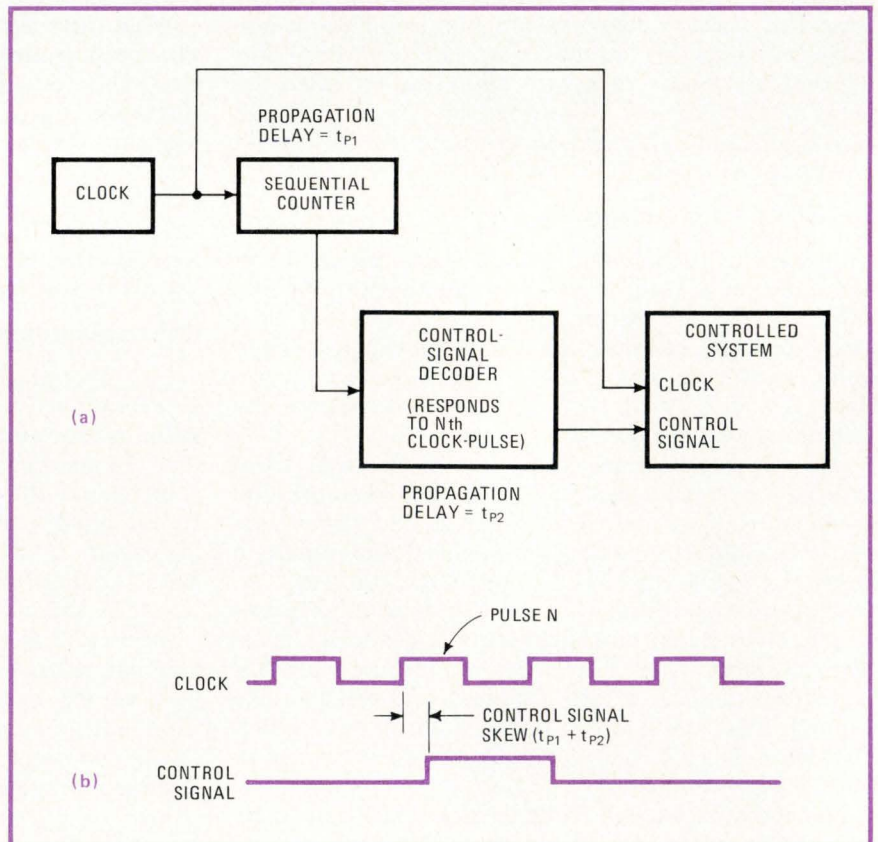 PROPAGATION
DELAY = tP1
CLOCK
SEQUENTIAL
COUNTER
CONTROL-
SIGNAL
DECODER
(RESPONDS
TO Nth
CLOCK-PULSE)
CONTROLLED
SYSTEM
CLOCK
CONTROL
SIGNAL
(a)
PROPAGATION
DELAY = tP2
PULSE N
CLOCK
CONTROL SIGNAL
SKEW (tP1 + tP2)
(b)
CONTROL
SIGNAL